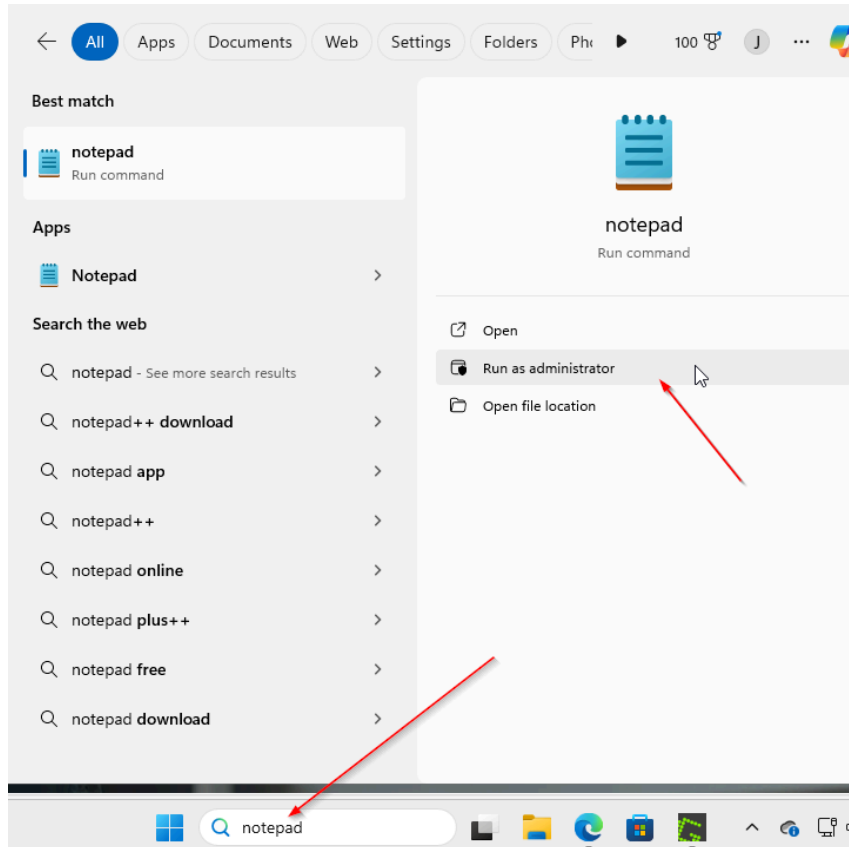 All Apps Documents Web Settings Folders 100 J
Best match
notepad
Run command
Apps
Notepad
Search the web
notepad - See more search results
notepad++ download
notepad app
notepad++
notepad online
notepad plus++
notepad free
notepad download
notepad
Run command
Open
Run as administrator
Open file location
notepad